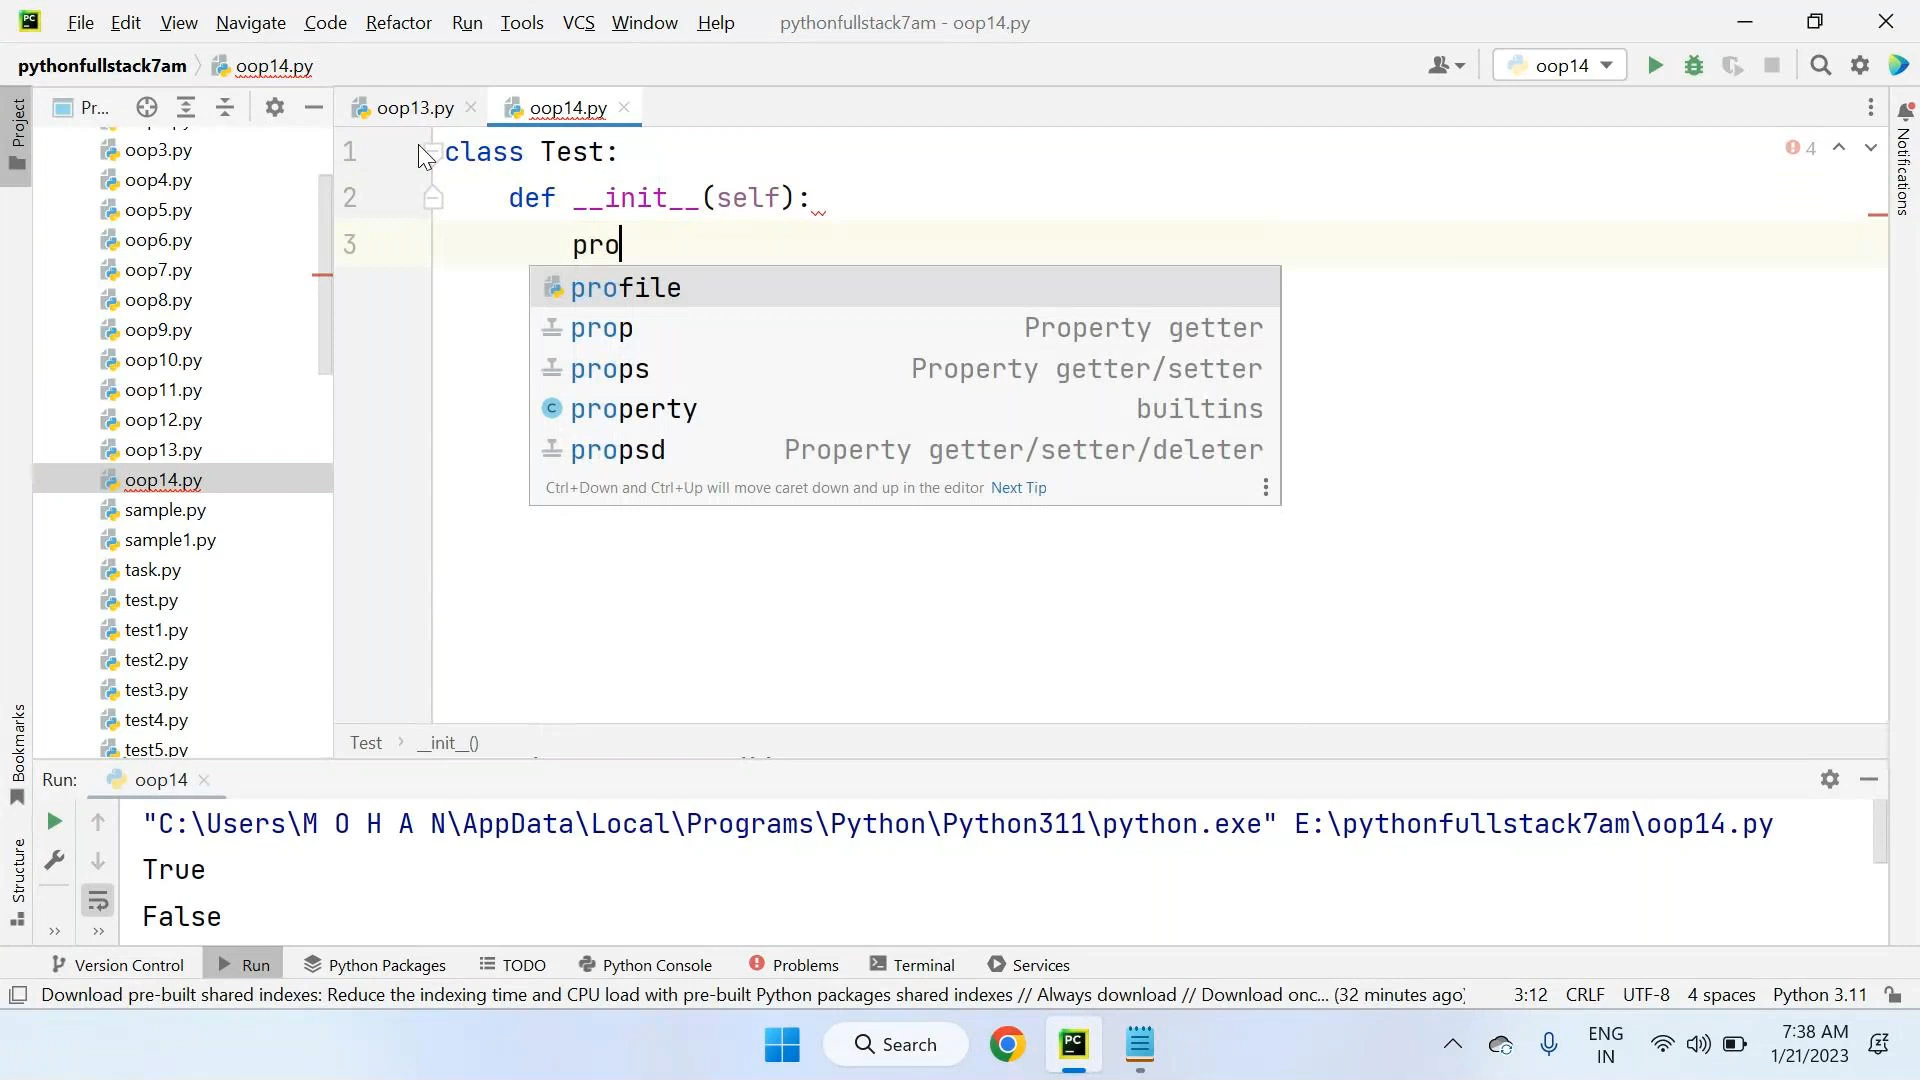 PC File Edit View Navigate Code Refactor Run Tools VCS Window Help pythonfullstack7am - oop14.py
pythonfullstack7am oop14.py oop14
Project
Pr...
oop3.py
oop4.py
oop5.py
oop6.py
oop7.py
oop8.py
oop9.py
oop10.py
oop11.py
oop12.py
oop13.py
oop14.py
sample.py
sample1.py
task.py
test.py
test1.py
test2.py
test3.py
test4.py
test5.py
Bookmarks
Structure
oop13.py oop14.py
1 class Test:
2 def __init__(self):
3 pro
4
profile
prop Property getter
props Property getter/setter
property builtins
propsd Property getter/setter/deleter
Ctrl+Down and Ctrl+Up will move caret down and up in the editor Next Tip
Notifications
Test __init__()
Run: oop14
"C:\Users\M O H A N\AppData\Local\Programs\Python\Python311\python.exe" E:\pythonfullstack7am\oop14.py
True
False
Version Control Run Python Packages TODO Python Console Problems Terminal Services
Download pre-built shared indexes: Reduce the indexing time and CPU load with pre-built Python packages shared indexes // Always download // Download onc... (32 minutes ago) 3:12 CRLF UTF-8 4 spaces Python 3.11
Search PC ENG
IN
7:38 AM
1/21/2023